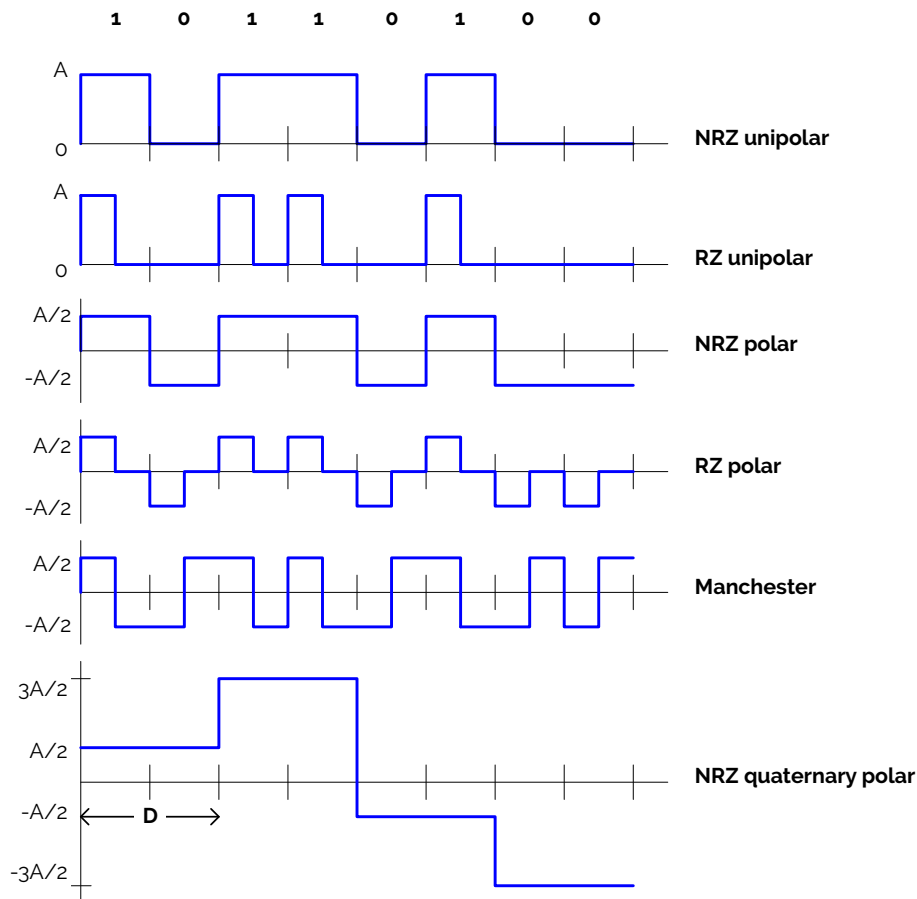 1 0 1 1 0 1 0 0
A
0
NRZ unipolar
A
0
RZ unipolar
A/2
-A/2
NRZ polar
A/2
-A/2
RZ polar
A/2
-A/2
Manchester
3A/2
A/2
-A/2
-3A/2
D
NRZ quaternary polar